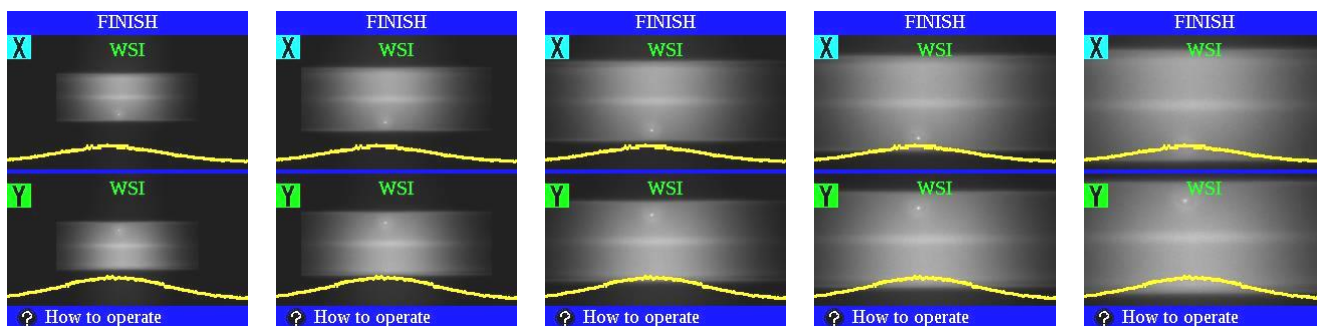 FINISH
X
WSI
Y
WSI
? How to operate
FINISH
X
WSI
Y
WSI
? How to operate
FINISH
X
WSI
Y
WSI
? How to operate
FINISH
X
WSI
Y
WSI
? How to operate
FINISH
X
WSI
Y
WSI
? How to operate